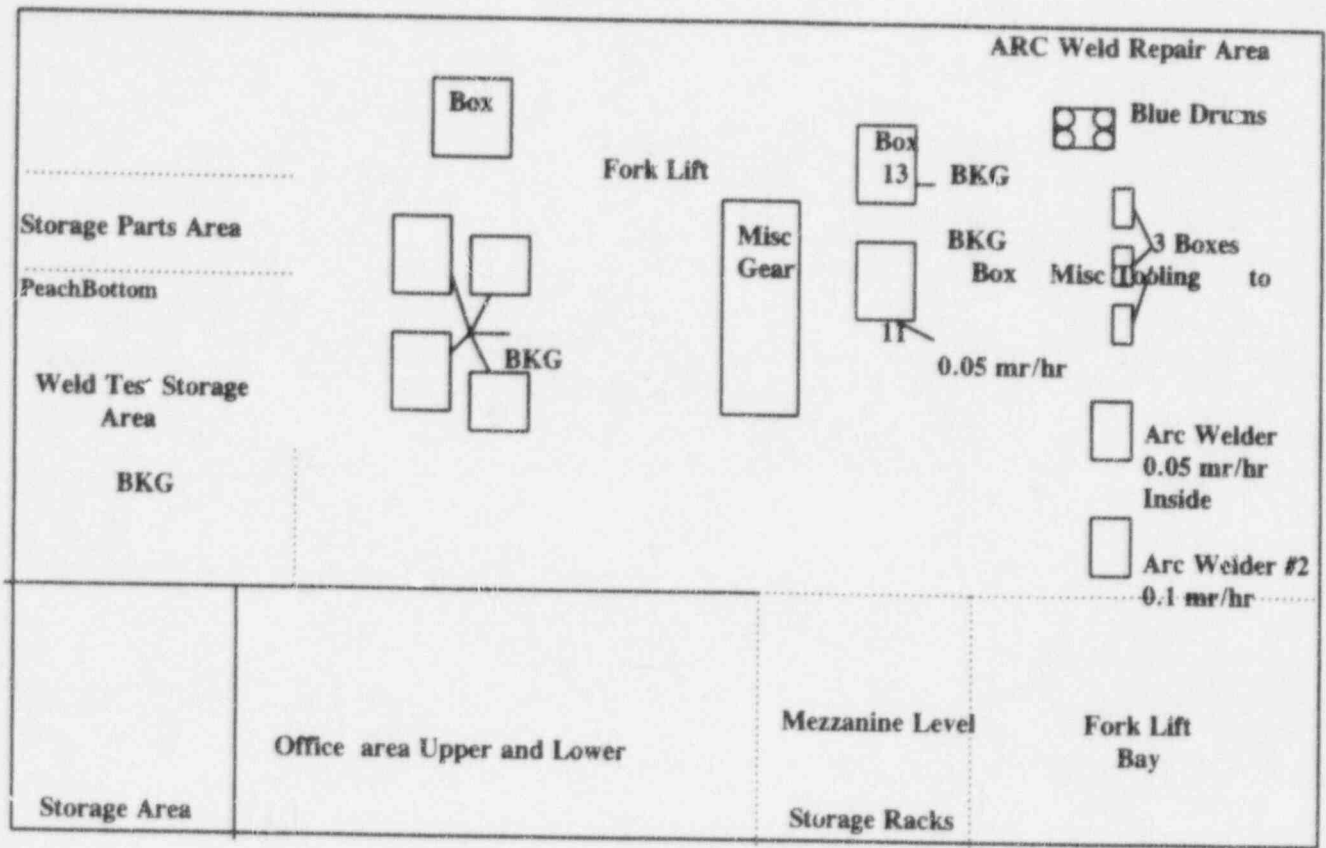 ARC Weld Repair Area
Box
Blue Drums
Box
13
BKG
Fork Lift
Storage Parts Area
Misc
Gear
BKG
Box
3 Boxes
Misc Tooling to
PeachBottom
11
0.05 mr/hr
BKG
Weld Tes Storage
Area
BKG
Arc Welder
0.05 mr/hr
Inside
Arc Welder #2
0.1 mr/hr
Office area Upper and Lower
Mezzanine Level
Fork Lift
Bay
Storage Area
Storage Racks